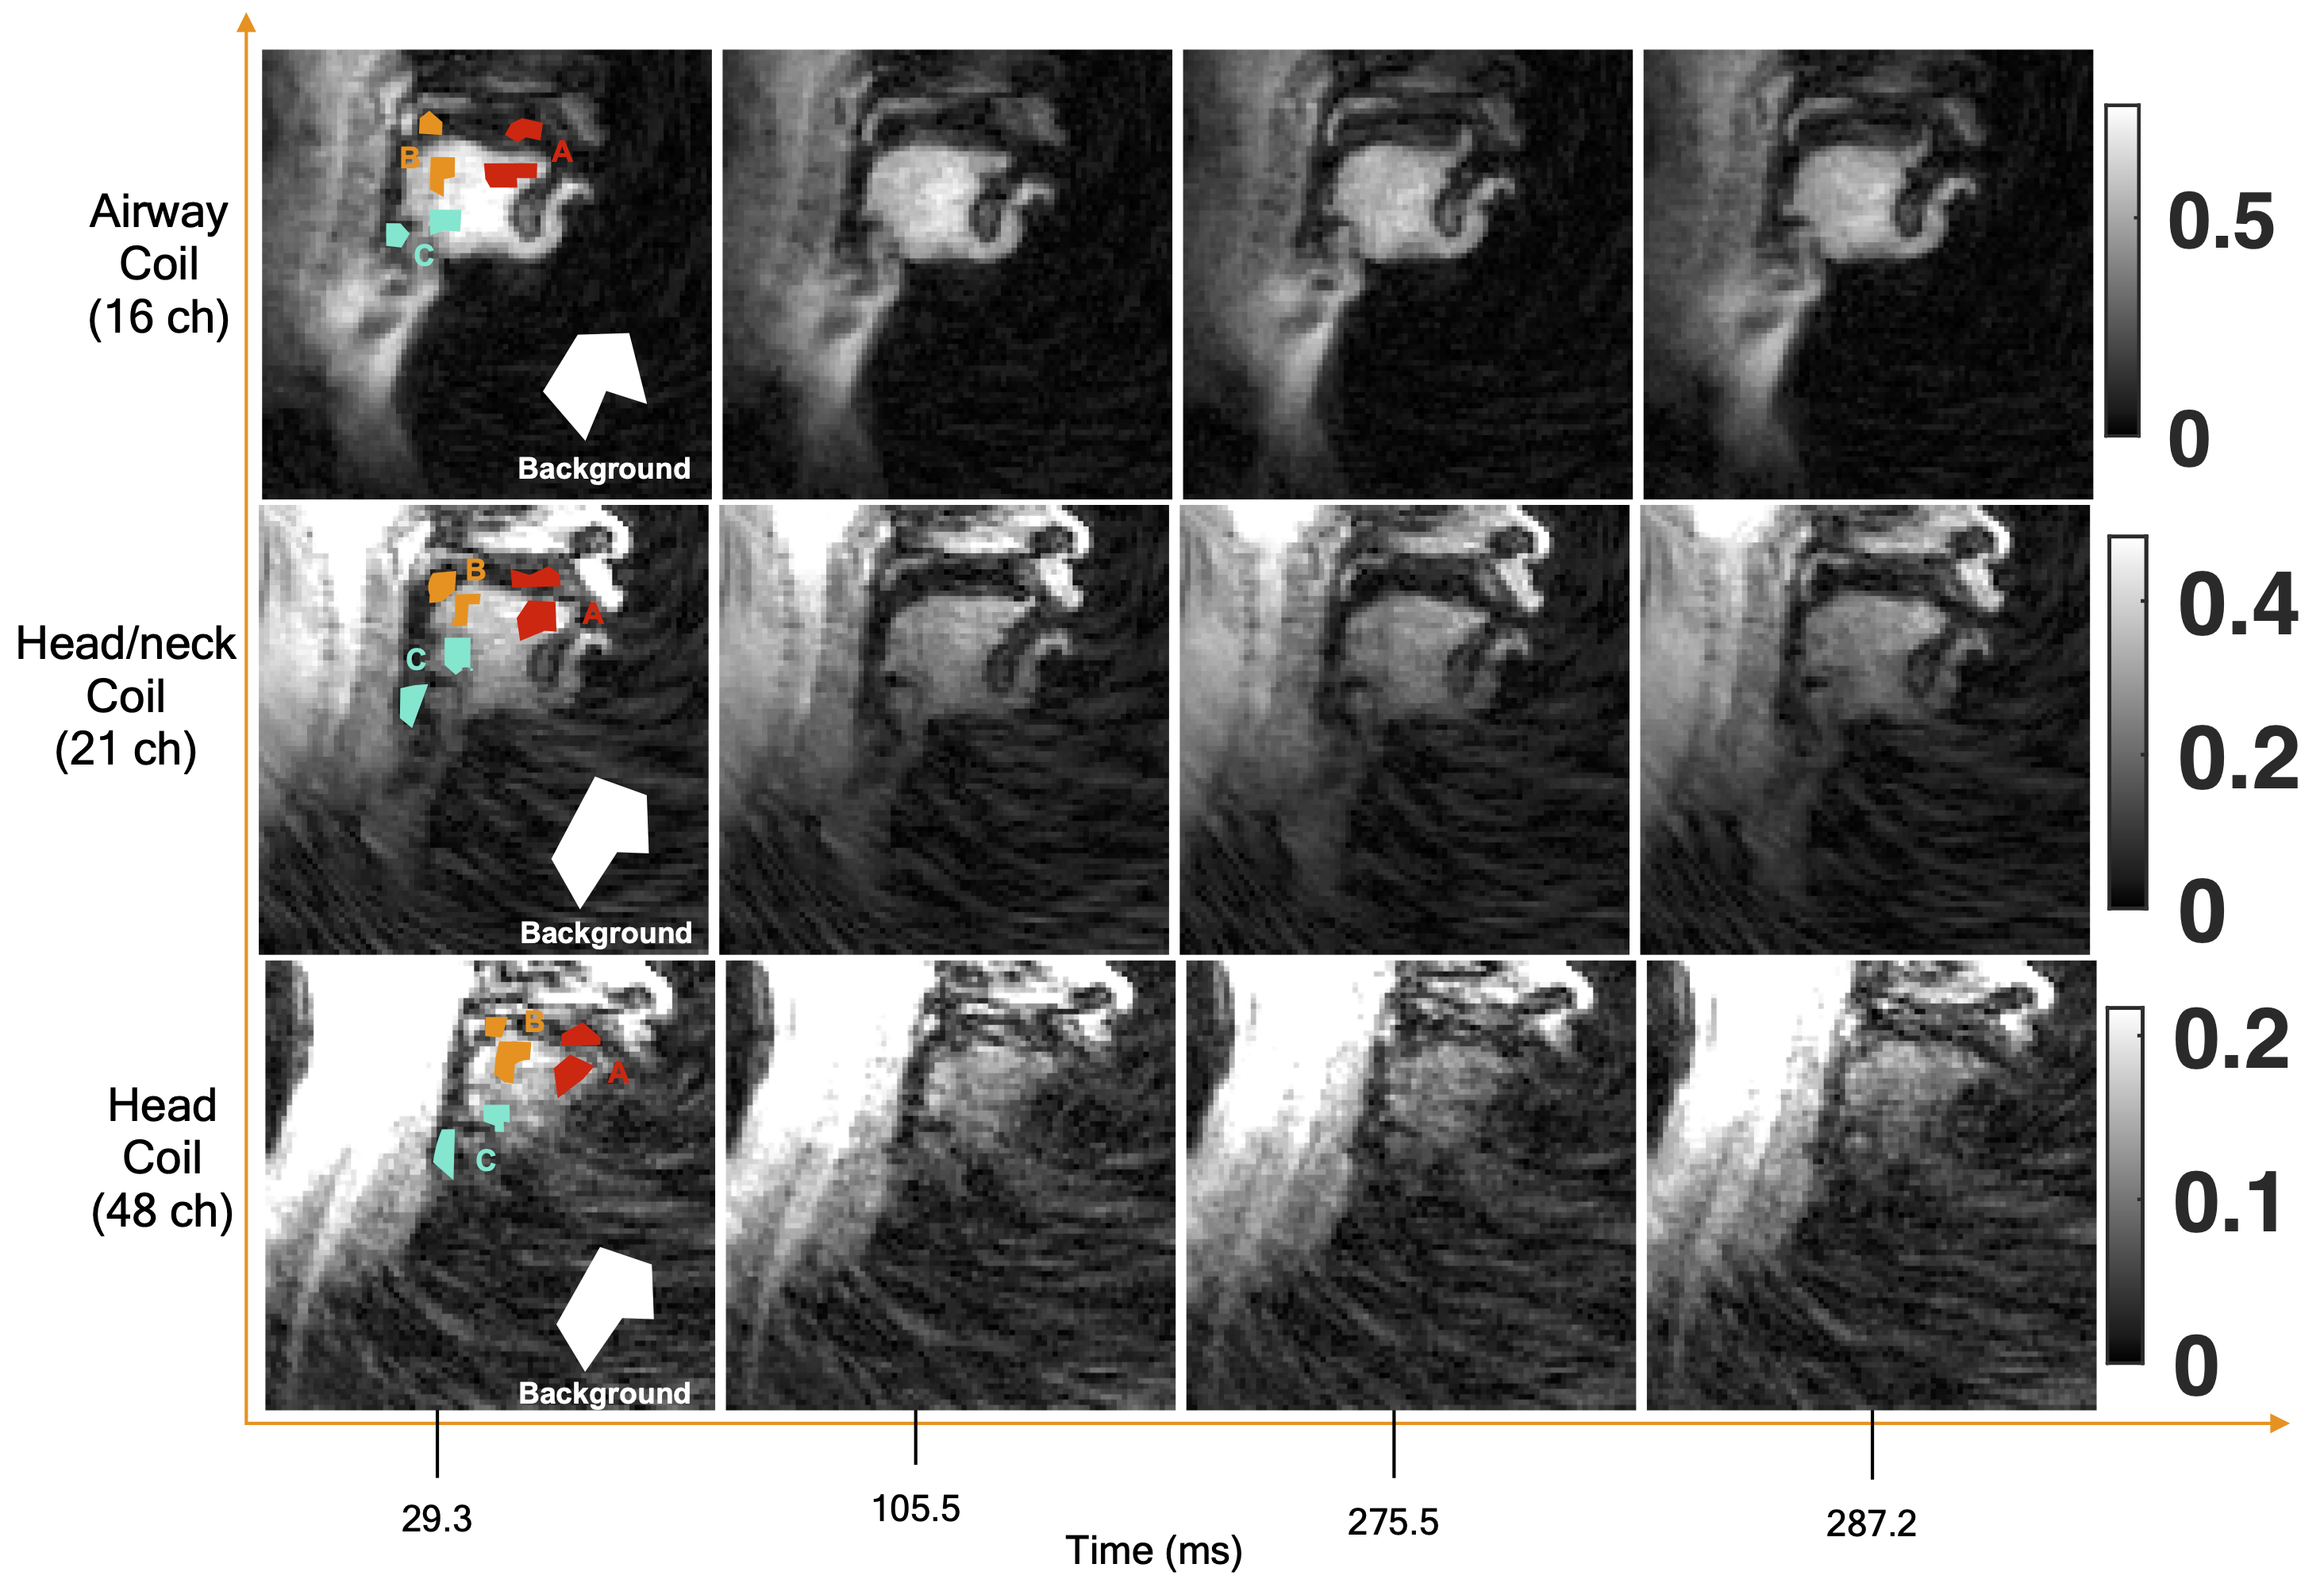 Airway
Coil
(16 ch)
B
A
C
Background
0.5
0
Head/neck
Coil
(21 ch)
B
A
C
Background
0.4
0.2
0
Head
Coil
(48 ch)
B
A
C
Background
0.2
0.1
0
29.3
105.5
275.5
287.2
Time (ms)